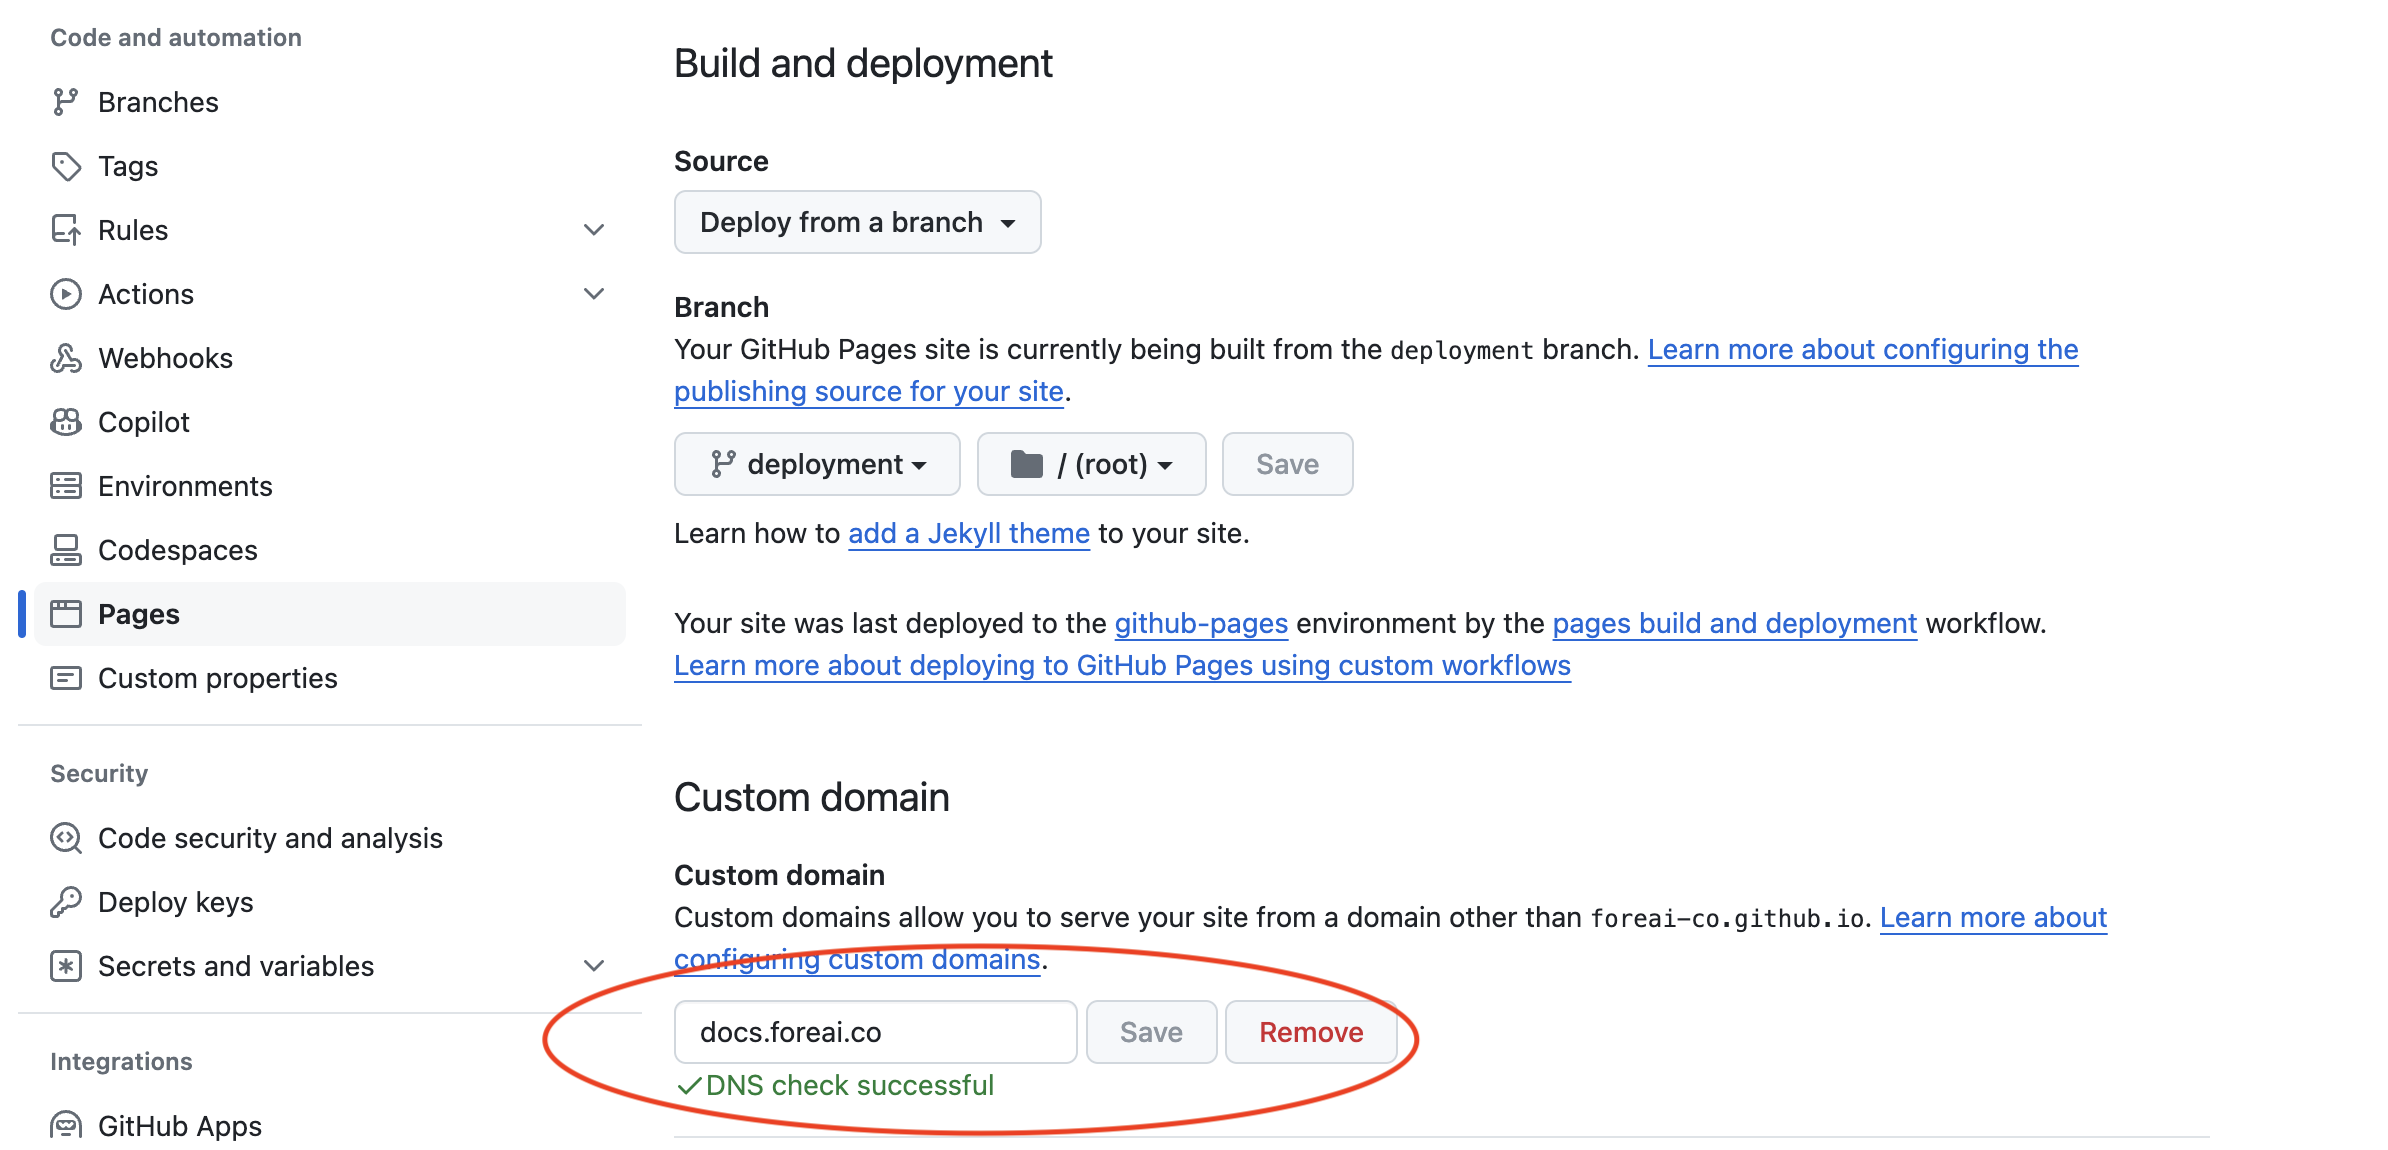 Code and automation
Branches
Tags
Rules
Actions
Webhooks
Copilot
Environments
Codespaces
Pages
Custom properties
Security
Code security and analysis
Deploy keys
Secrets and variables
Integrations
GitHub Apps
Build and deployment
Source
Deploy from a branch
Branch
Your GitHub Pages site is currently being built from the deployment branch. Learn more about configuring the
publishing source for your site.
deployment / (root) Save
Learn how to add a Jekyll theme to your site.
Your site was last deployed to the github-pages environment by the pages build and deployment workflow.
Learn more about deploying to GitHub Pages using custom workflows
Custom domain
Custom domain
Custom domains allow you to serve your site from a domain other than foreai-co.github.io. Learn more about
configuring custom domains.
docs.foreai.co Save Remove
DNS check successful